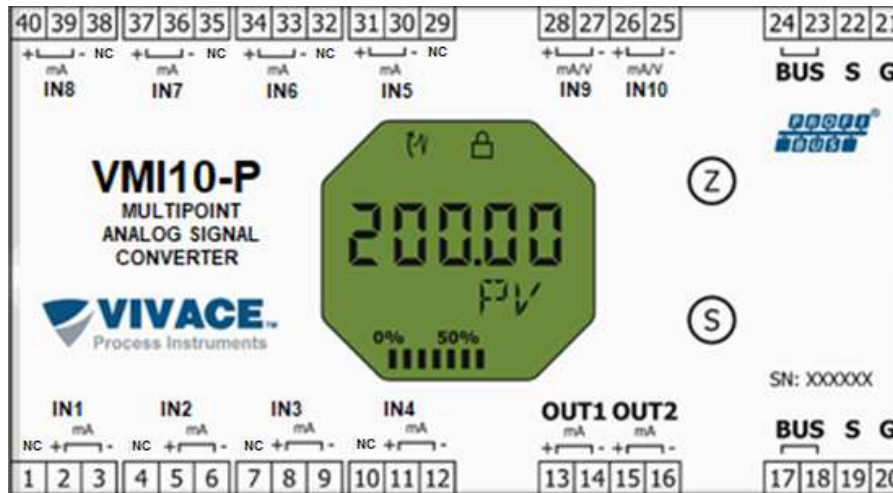 40 39 38 37 36 35 34 33 32 31 30 29 28 27 26 25 24 23 22
+ - NC + - NC + - NC + - NC + - + -
mA mA mA mA mA/V mA/V BUS S
IN8 IN7 IN6 IN5 IN9 IN10
PROFI
BUS
®
VMI10-P
MULTIPOINT
ANALOG SIGNAL
CONVERTER
VIVACE™
Process Instruments
200.00
PV
0% 50%
Z
S
SN: XXXXXX
IN1 IN2 IN3 IN4 OUT1 OUT2
mA mA mA mA mA mA BUS S
NC + - NC + - NC + - NC + - + - + -
1 2 3 4 5 6 7 8 9 10 11 12 13 14 15 16 17 18 19 20